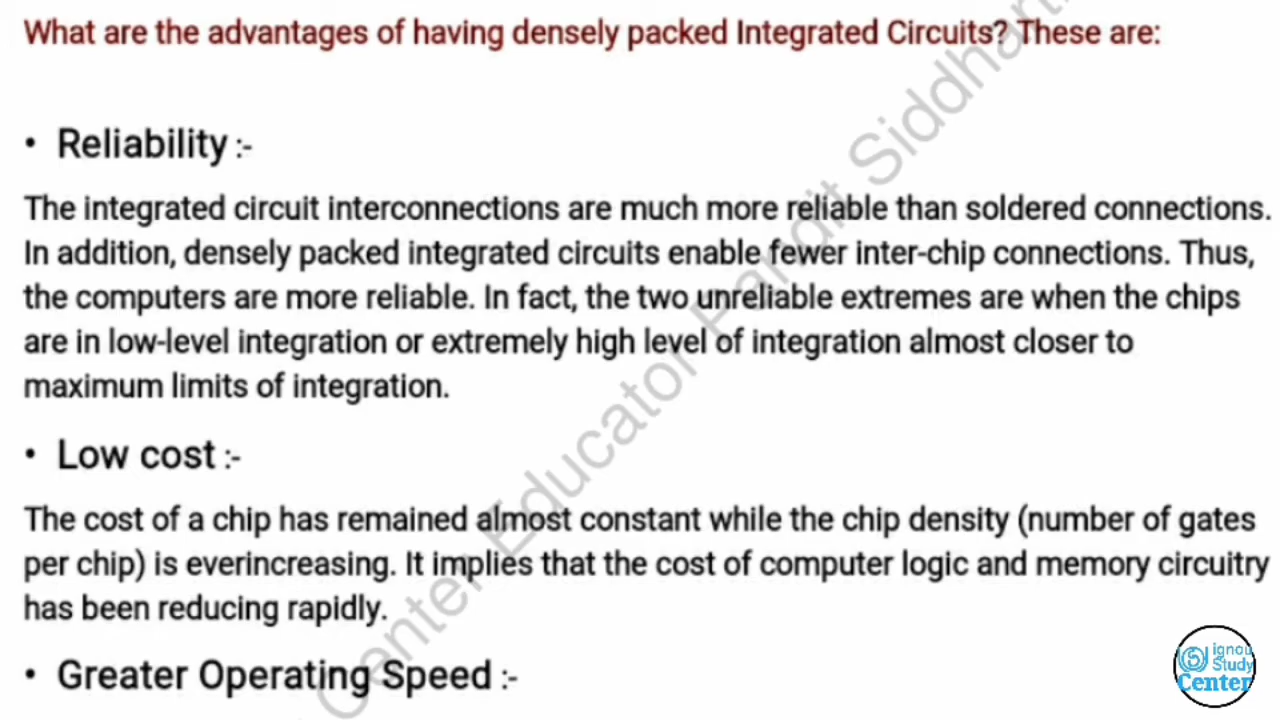 What are the advantages of having densely packed Integrated Circuits? These are:
• Reliability :-
The integrated circuit interconnections are much more reliable than soldered connections.
In addition, densely packed integrated circuits enable fewer inter-chip connections. Thus,
the computers are more reliable. In fact, the two unreliable extremes are when the chips
are in low-level integration or extremely high level of integration almost closer to
maximum limits of integration.
• Low cost :-
The cost of a chip has remained almost constant while the chip density (number of gates
per chip) is everincreasing. It implies that the cost of computer logic and memory circuitry
has been reducing rapidly.
• Greater Operating Speed :-
Center Educator Pandit Siddhart
ignou
Study
Center